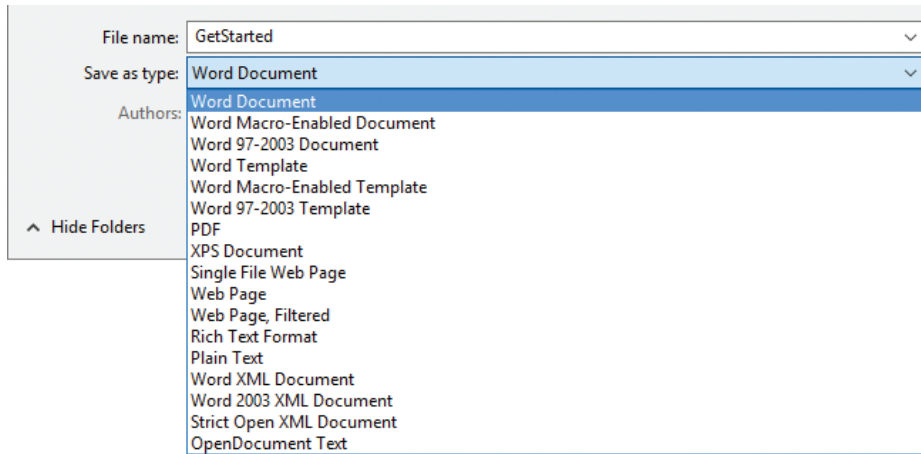 File name: GetStarted
Save as type: Word Document
Authors:
Word Document
Word Macro-Enabled Document
Word 97-2003 Document
Word Template
Word Macro-Enabled Template
Word 97-2003 Template
PDF
XPS Document
Single File Web Page
Web Page
Web Page, Filtered
Rich Text Format
Plain Text
Word XML Document
Word 2003 XML Document
Strict Open XML Document
OpenDocument Text
Hide Folders